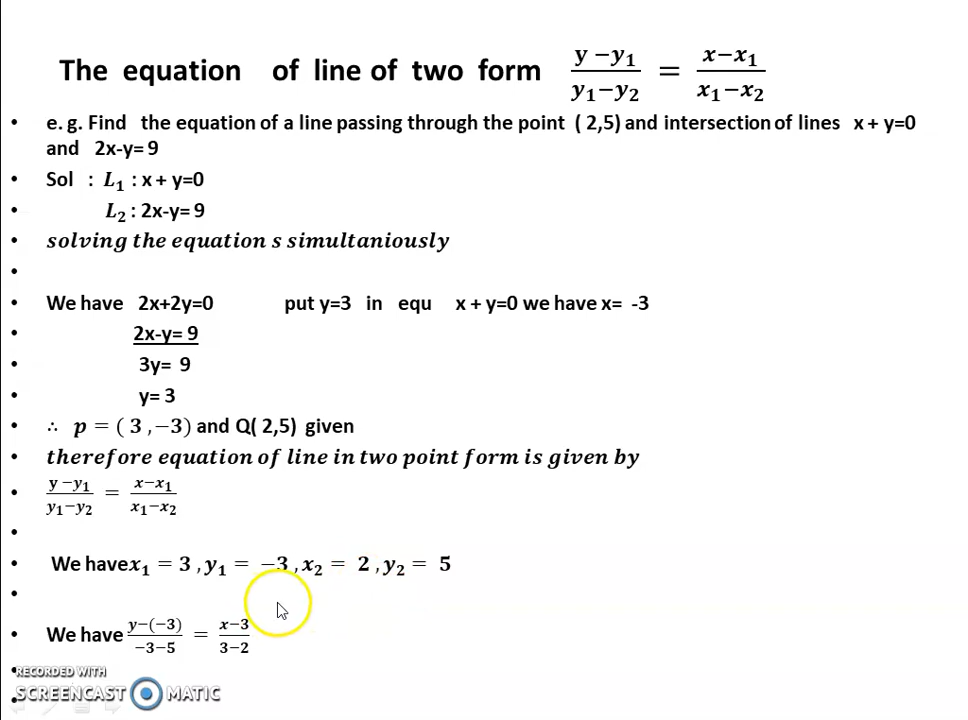 The equation of line of two form y −y₁/y₁−y₂ = x−x₁/x₁−x₂
• e. g. Find the equation of a line passing through the point ( 2,5) and intersection of lines x + y=0
and 2x-y= 9
• Sol : L₁ : x + y=0
• L₂ : 2x-y= 9
• solving the equation s simultaniously
•
• We have 2x+2y=0 put y=3 in equ x + y=0 we have x= -3
• 2x-y= 9
• 3y= 9
• y= 3
• ∴ p = ( 3 ,−3) and Q( 2,5) given
• therefore equation of line in two point form is given by
• y −y₁/y₁−y₂ = x−x₁/x₁−x₂
•
• We have x₁ = 3 , y₁ = −3 , x₂ = 2 , y₂ = 5
•
• We have y−(−3)/−3−5 = x−3/3−2
RECORDED WITH
SCREENCAST MATIC